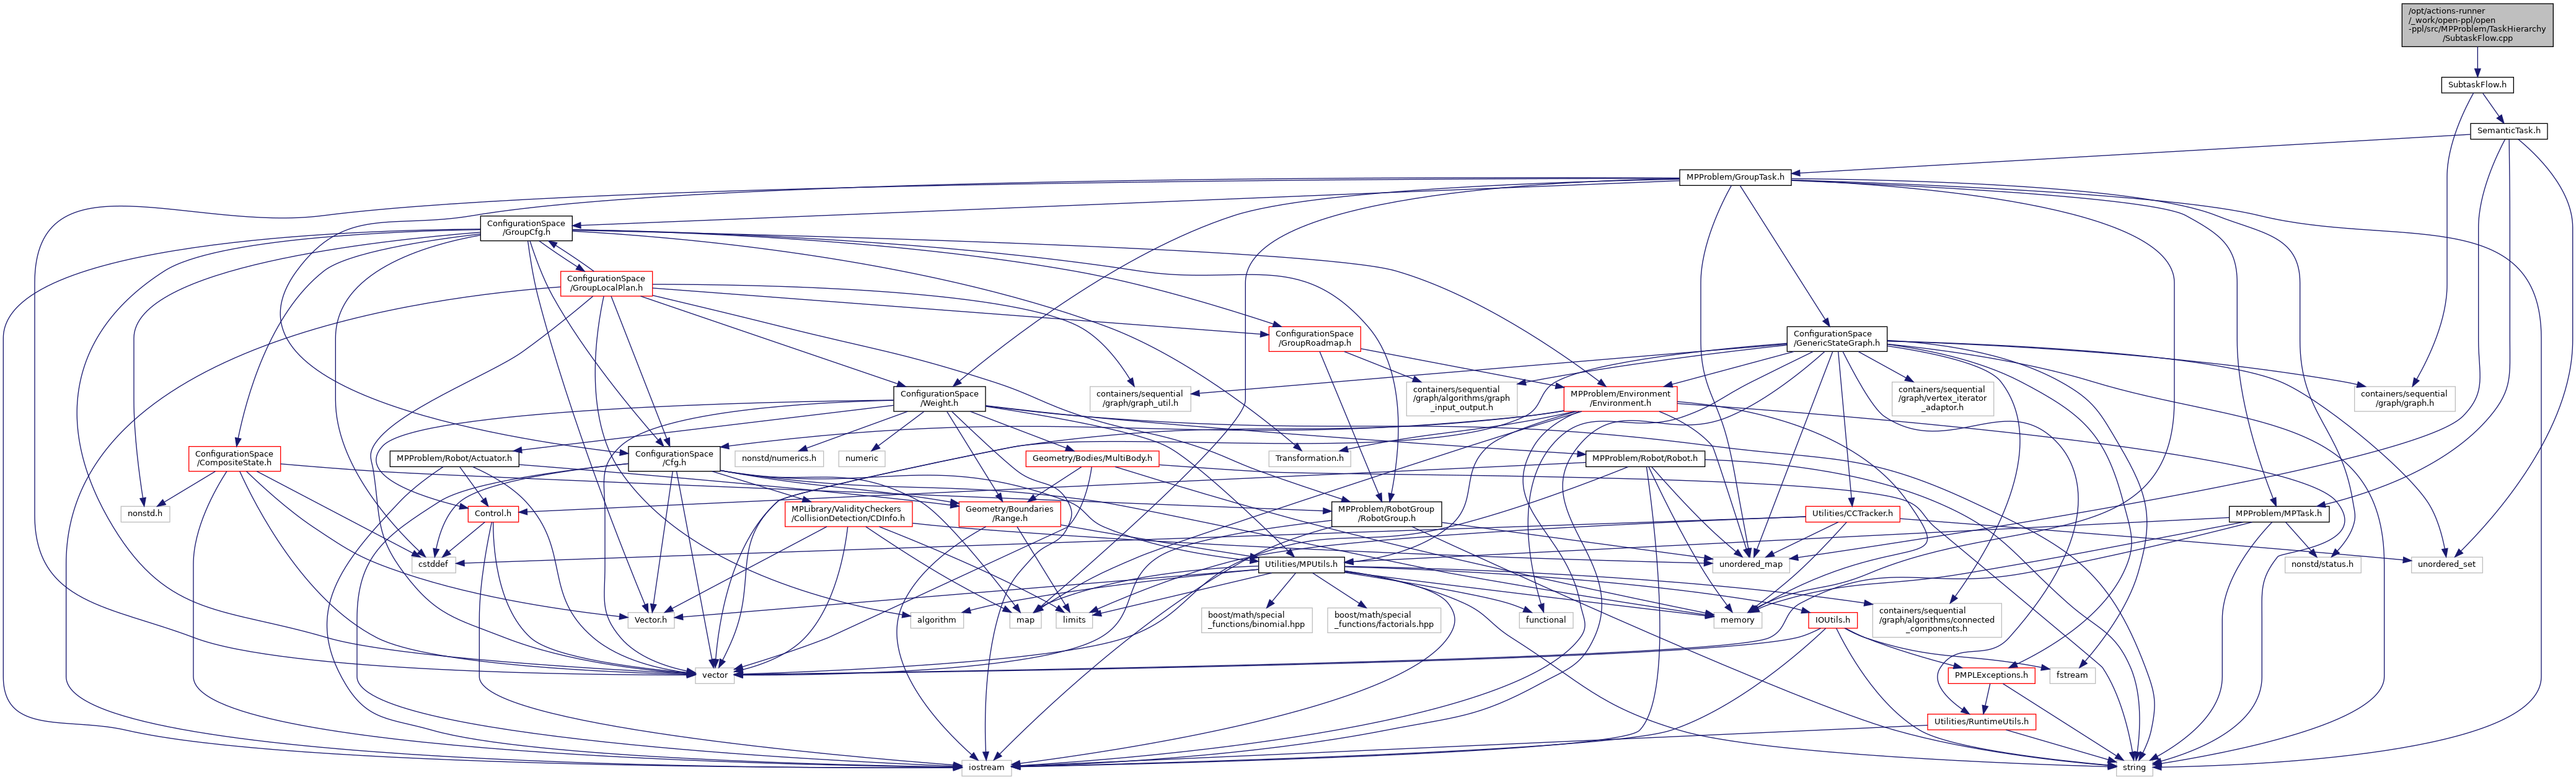 /opt/actions-runner
/_work/open-ppl/open
-ppl/src/MPProblem/TaskHierarchy
/SubtaskFlow.cpp
SubtaskFlow.h
SemanticTask.h
MPProblem/GroupTask.h
ConfigurationSpace
/GroupCfg.h
ConfigurationSpace
/GroupLocalPlan.h
ConfigurationSpace
/GroupRoadmap.h
ConfigurationSpace
/GenericStateGraph.h
ConfigurationSpace
/Weight.h
containers/sequential
/graph/graph_util.h
containers/sequential
/graph/algorithms/graph
_input_output.h
MPProblem/Environment
/Environment.h
containers/sequential
/graph/vertex_iterator
_adaptor.h
containers/sequential
/graph/graph.h
ConfigurationSpace
/CompositeState.h
MPProblem/Robot/Actuator.h
ConfigurationSpace
/Cfg.h
nonstd/numerics.h
numeric
Geometry/Bodies/MultiBody.h
Transformation.h
MPProblem/Robot/Robot.h
nonstd.h
Control.h
MPLibrary/ValidityCheckers
/CollisionDetection/CDInfo.h
Geometry/Boundaries
/Range.h
MPProblem/RobotGroup
/RobotGroup.h
Utilities/CCTracker.h
MPProblem/MPTask.h
cstddef
Utilities/MPUtils.h
unordered_map
nonstd/status.h
unordered_set
Vector.h
algorithm
map
limits
boost/math/special
_functions/binomial.hpp
boost/math/special
_functions/factorials.hpp
functional
memory
IOUtils.h
containers/sequential
/graph/algorithms/connected
_components.h
vector
PMPLExceptions.h
fstream
Utilities/RuntimeUtils.h
iostream
string